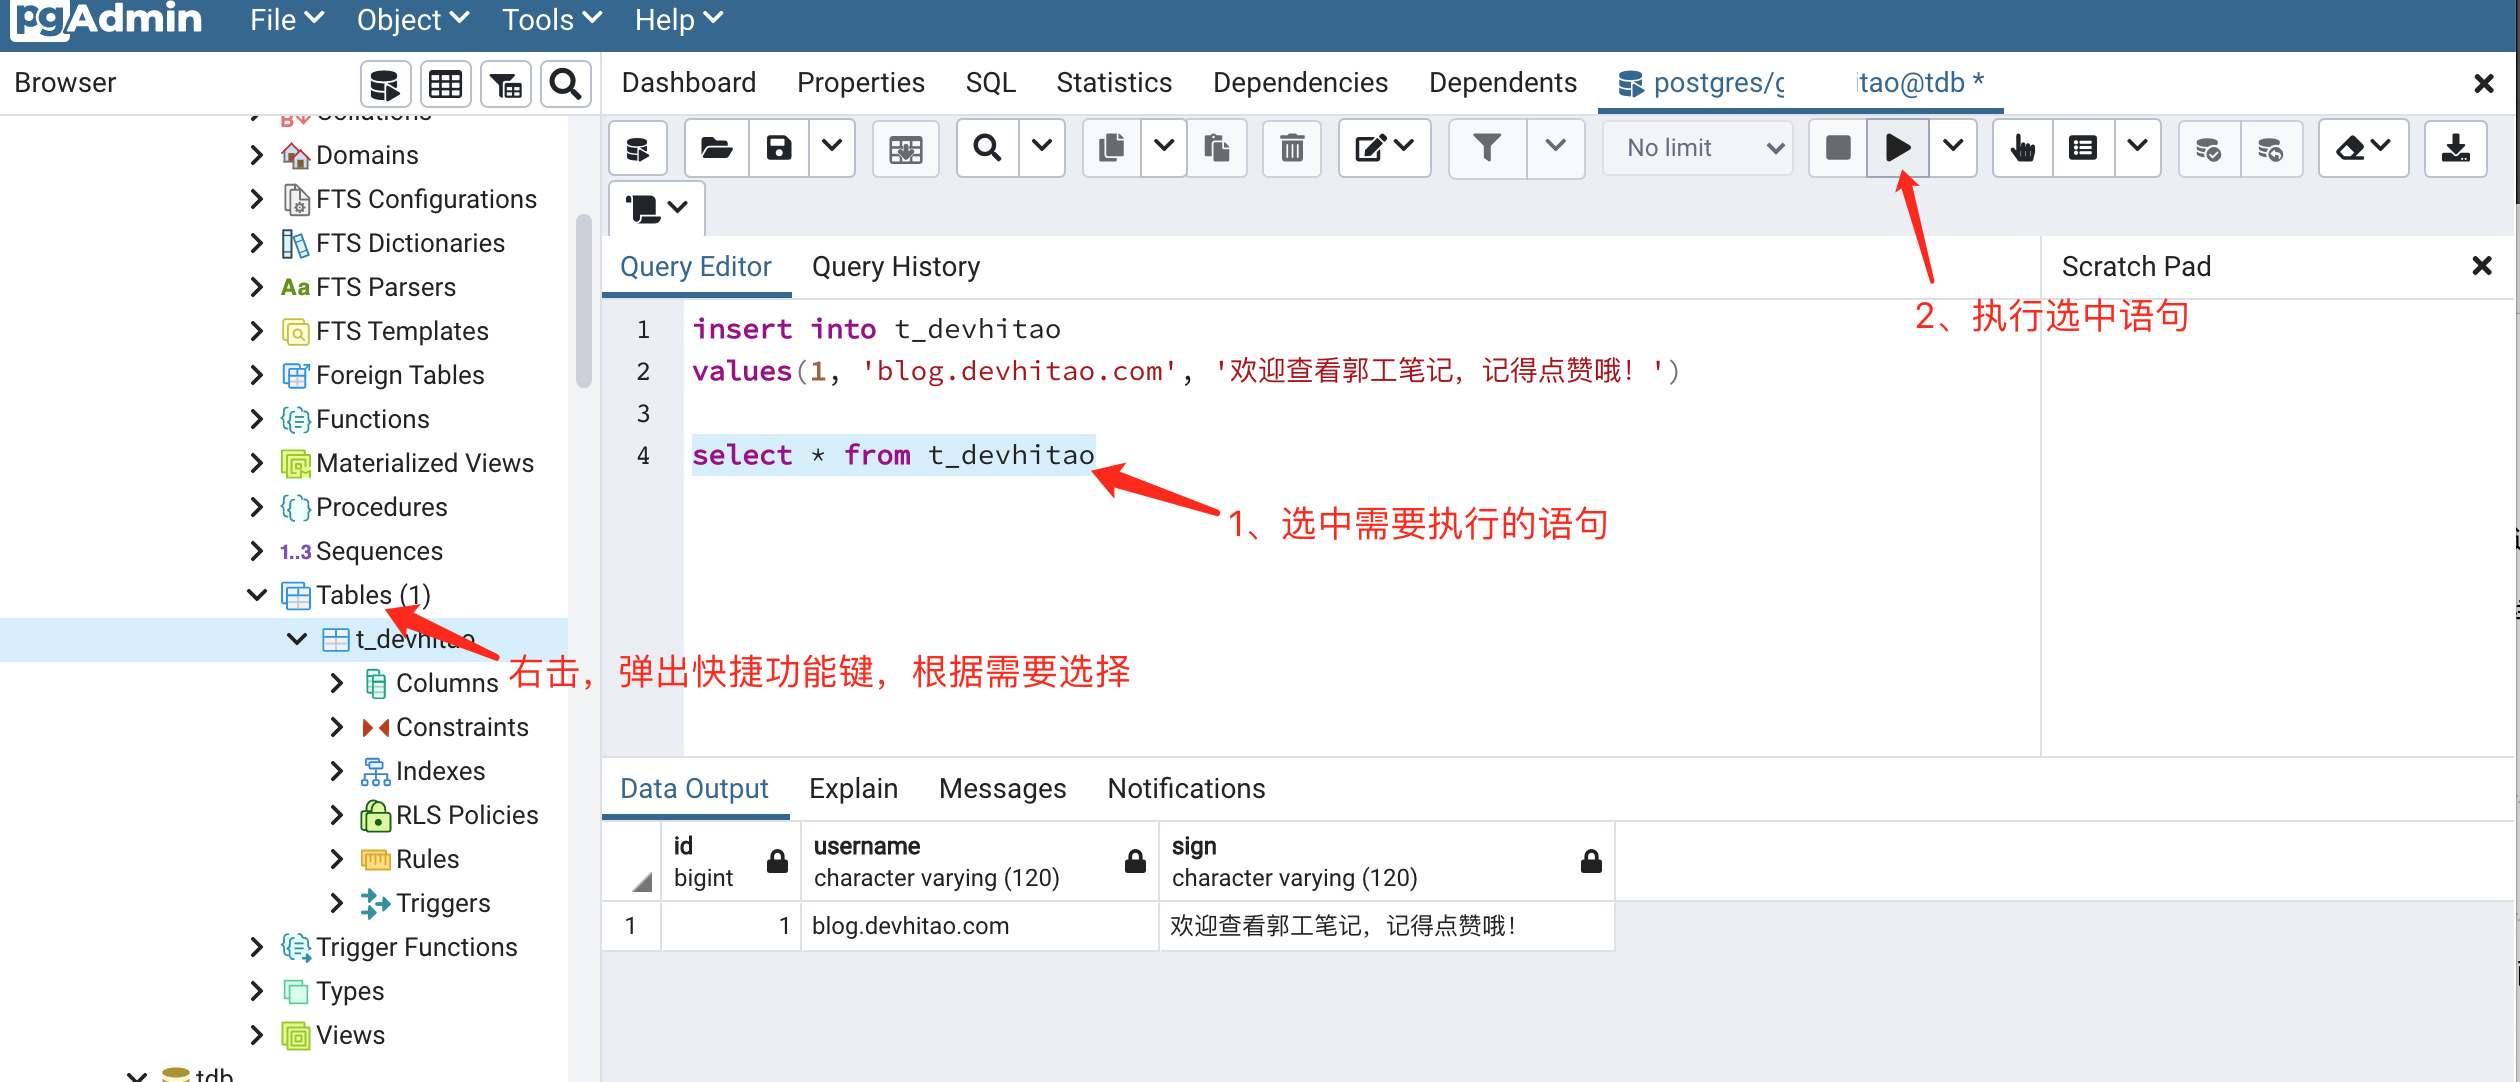 pgAdmin File Object Tools Help
Browser
Dashboard Properties SQL Statistics Dependencies Dependents postgres/g itao@tdb *
No limit
Collations
Domains
FTS Configurations
FTS Dictionaries
FTS Parsers
FTS Templates
Foreign Tables
Functions
Materialized Views
Procedures
1..3 Sequences
Tables (1)
t_devhitao
Columns
Constraints
Indexes
RLS Policies
Rules
Triggers
Trigger Functions
Types
Views
tdb
Query Editor Query History
Scratch Pad
1 insert into t_devhitao
2 values(1, 'blog.devhitao.com', '欢迎查看郭工笔记，记得点赞哦！')
3
4 select * from t_devhitao
2、执行选中语句
1、选中需要执行的语句
右击，弹出快捷功能键，根据需要选择
Data Output Explain Messages Notifications
id username sign
bigint character varying (120) character varying (120)
1 1 blog.devhitao.com 欢迎查看郭工笔记，记得点赞哦！